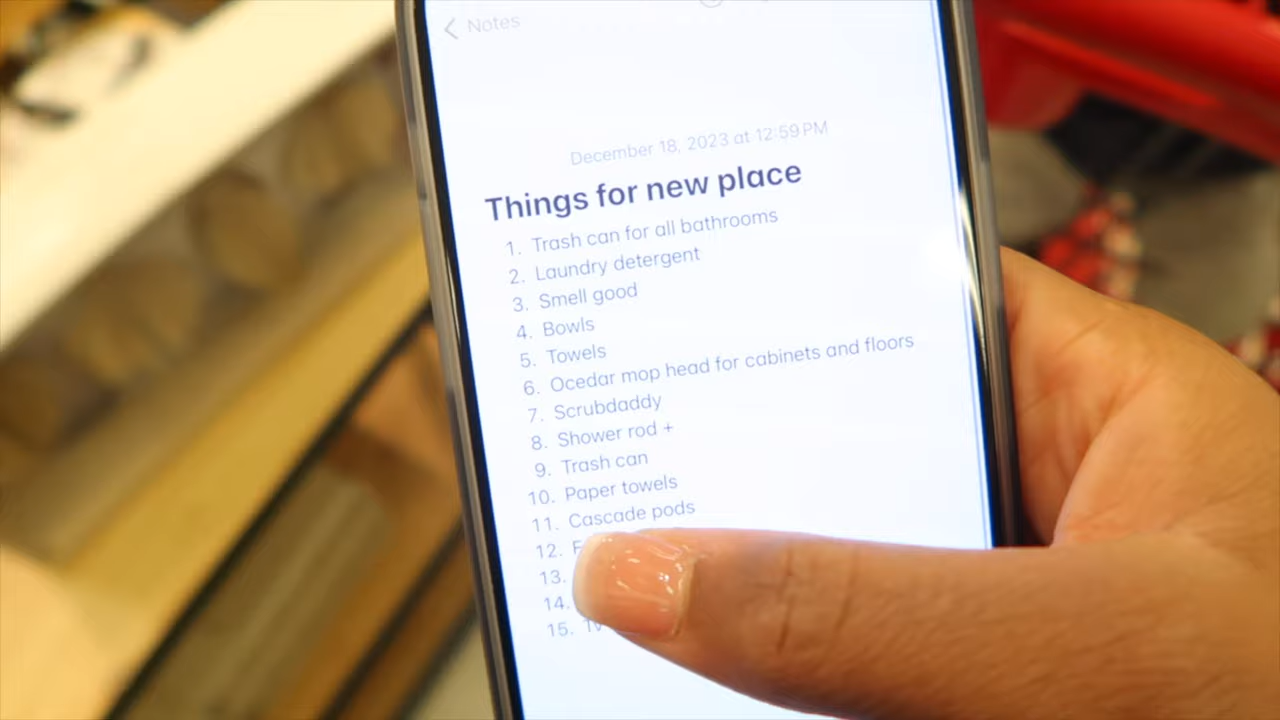 Notes
December 18, 2023 at 12:59 PM
Things for new place
1. Trash can for all bathrooms
2. Laundry detergent
3. Smell good
4. Bowls
5. Towels
6. Ocedar mop head for cabinets and floors
7. Scrubdaddy
8. Shower rod +
9. Trash can
10. Paper towels
11. Cascade pods
12.
13.
14.
15.